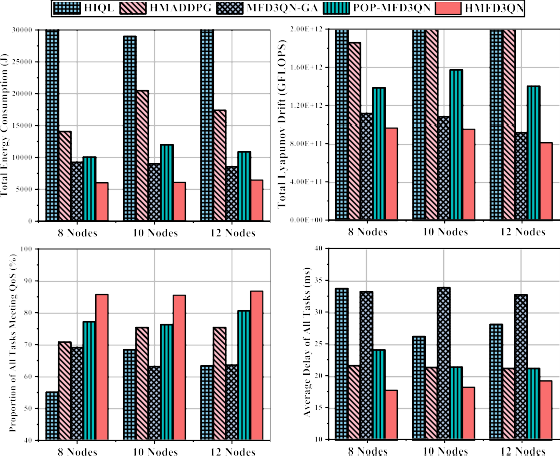 HIQL HMADDPG MFD3QN-GA POP-MFD3QN HMFD3QN
Total Energy Consumption (J)
30000
25000
20000
15000
10000
5000
0
8 Nodes 10 Nodes 12 Nodes
Total Lyapunov Drift (GFLOPS)
2.00E+12
1.20E+12
8.00E+11
4.00E+11
0.00E+00
8 Nodes 10 Nodes 12 Nodes
Proportion of All Tasks Meeting QoS (%)
100
90
80
70
60
50
40
8 Nodes 10 Nodes 12 Nodes
Average Delay of All Tasks (ms)
40
35
30
25
20
15
10
8 Nodes 10 Nodes 12 Nodes